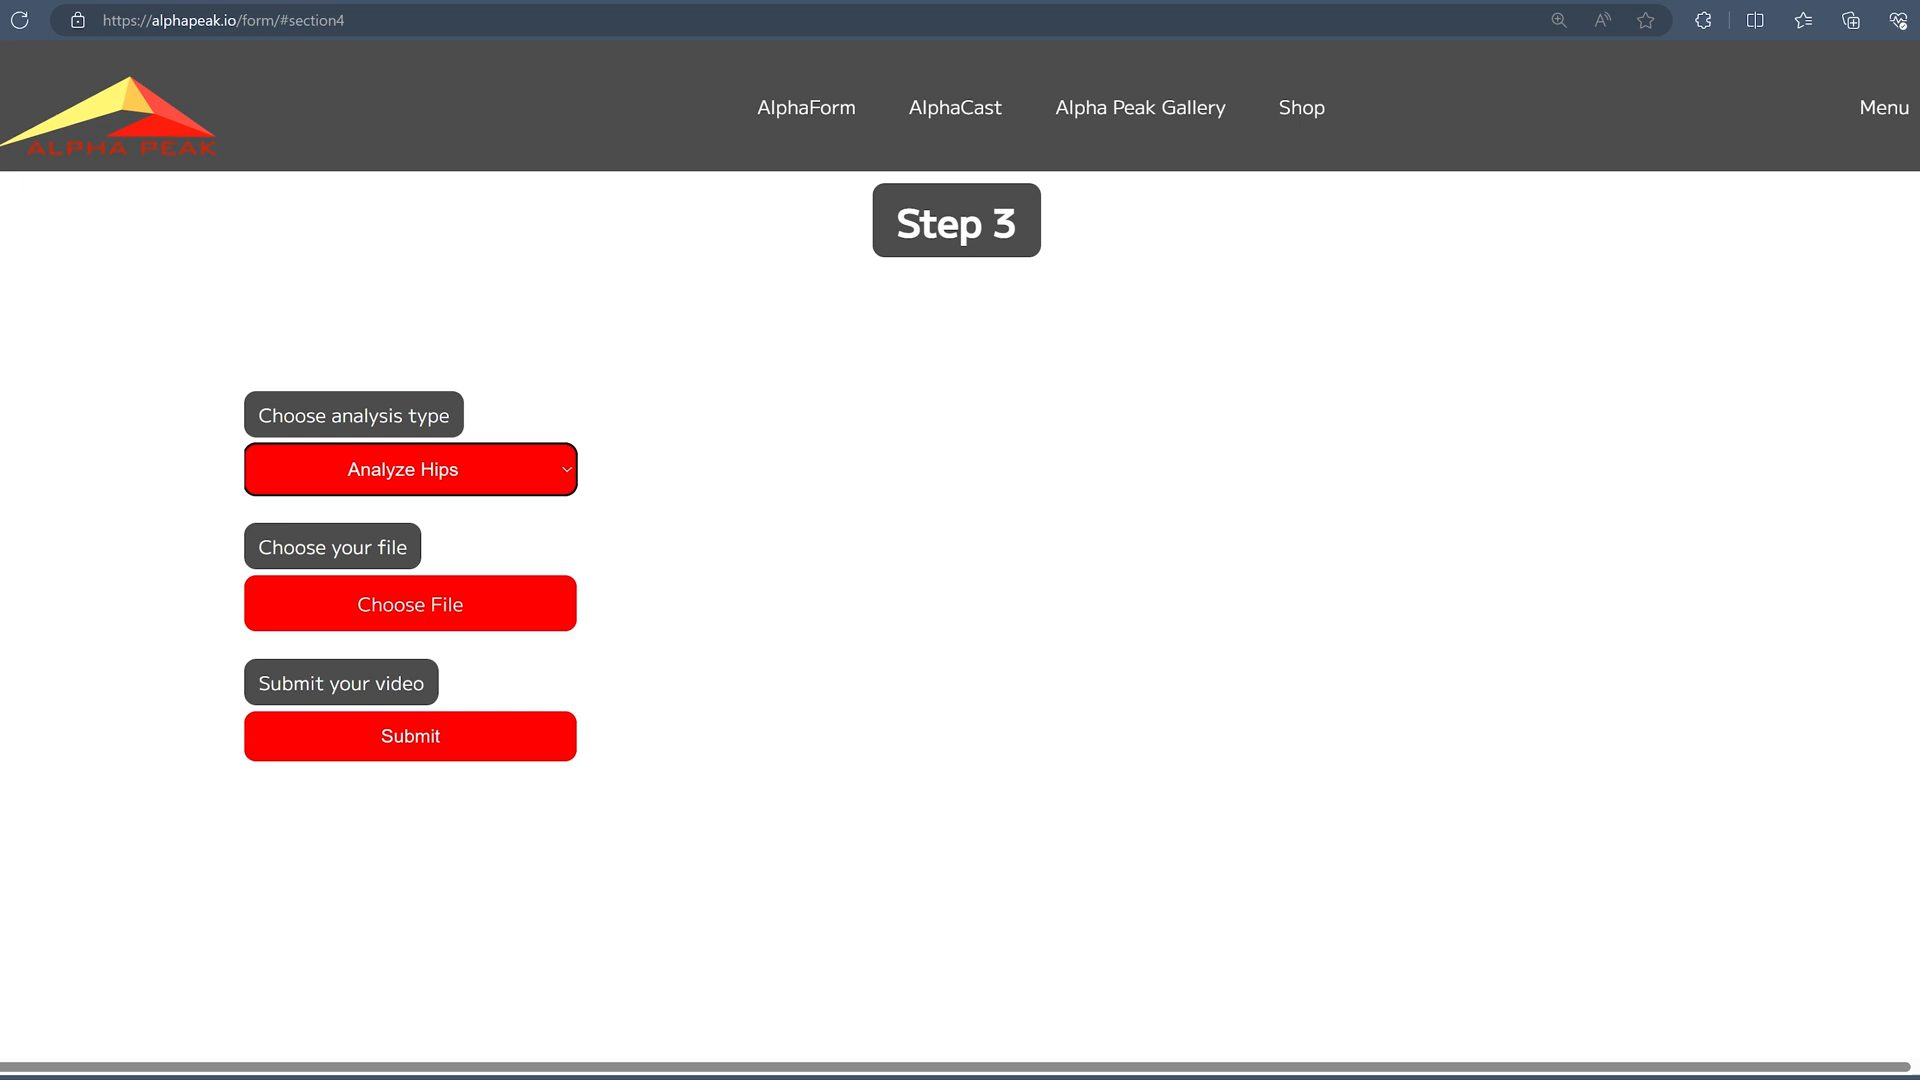 https://alphapeak.io/form/#section4
ALPHA PEAK
AlphaForm
AlphaCast
Alpha Peak Gallery
Shop
Menu
Step 3
Choose analysis type
Analyze Hips
Choose your file
Choose File
Submit your video
Submit